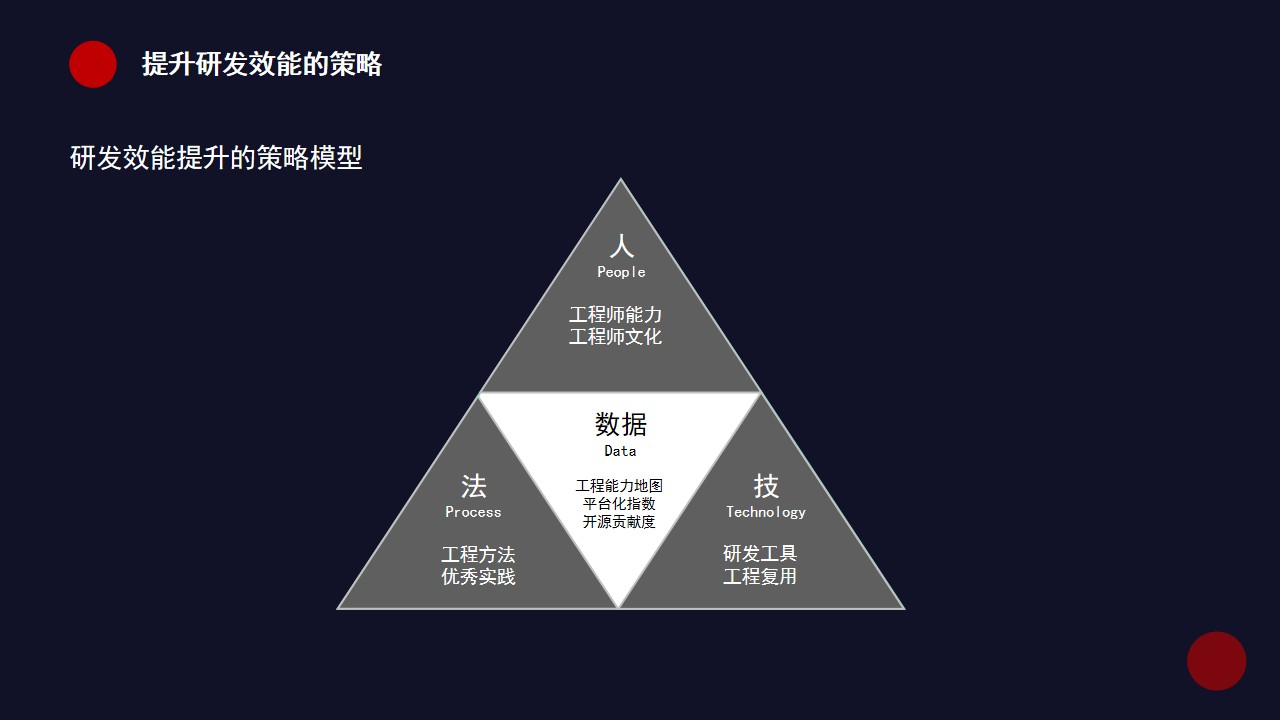 提升研发效能的策略
研发效能提升的策略模型
人
People
工程师能力
工程师文化
数据
Data
工程能力地图
平台化指数
开源贡献度
法
Process
工程方法
优秀实践
技
Technology
研发工具
工程复用